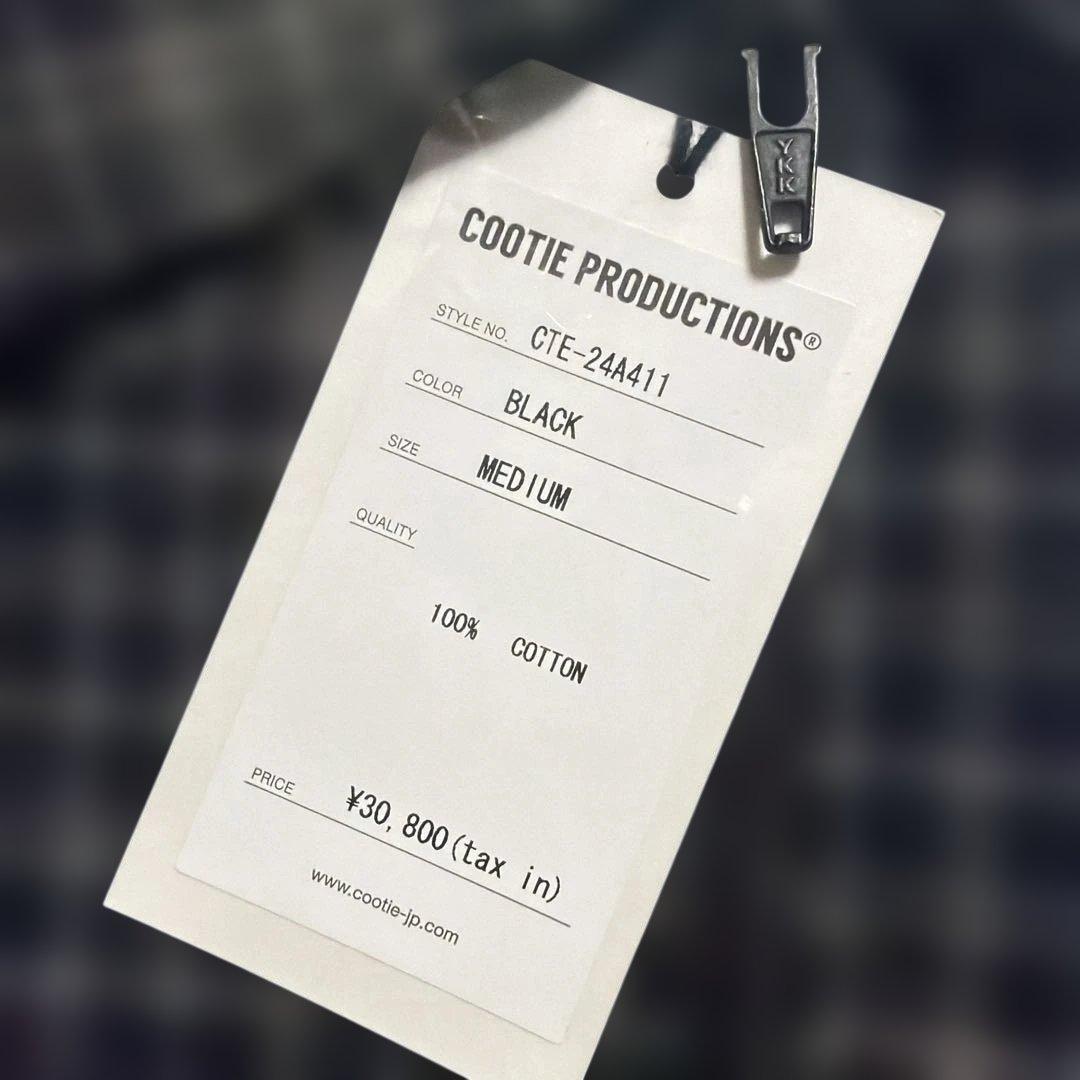 YKK
COOTIE PRODUCTIONS®
STYLE NO. CTE-24A411
COLOR BLACK
SIZE MEDIUM
QUALITY
100% COTTON
PRICE ¥30,800(tax in)
www.cootie-jp.com